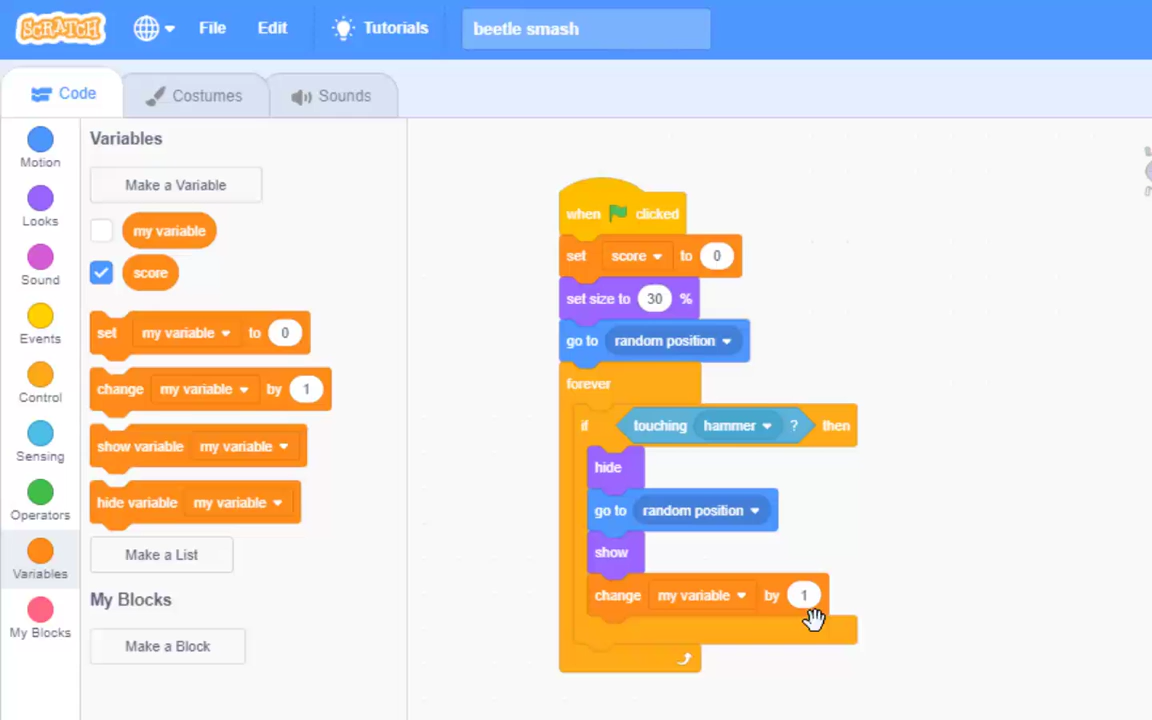 SCRATCH File Edit Tutorials beetle smash
Code Costumes Sounds
Motion
Looks
Sound
Events
Control
Sensing
Operators
Variables
My Blocks
Variables
Make a Variable
my variable
score
set my variable to 0
change my variable by 1
show variable my variable
hide variable my variable
Make a List
My Blocks
Make a Block
when clicked
set score to 0
set size to 30 %
go to random position
forever
if touching hammer ? then
hide
go to random position
show
change my variable by 1